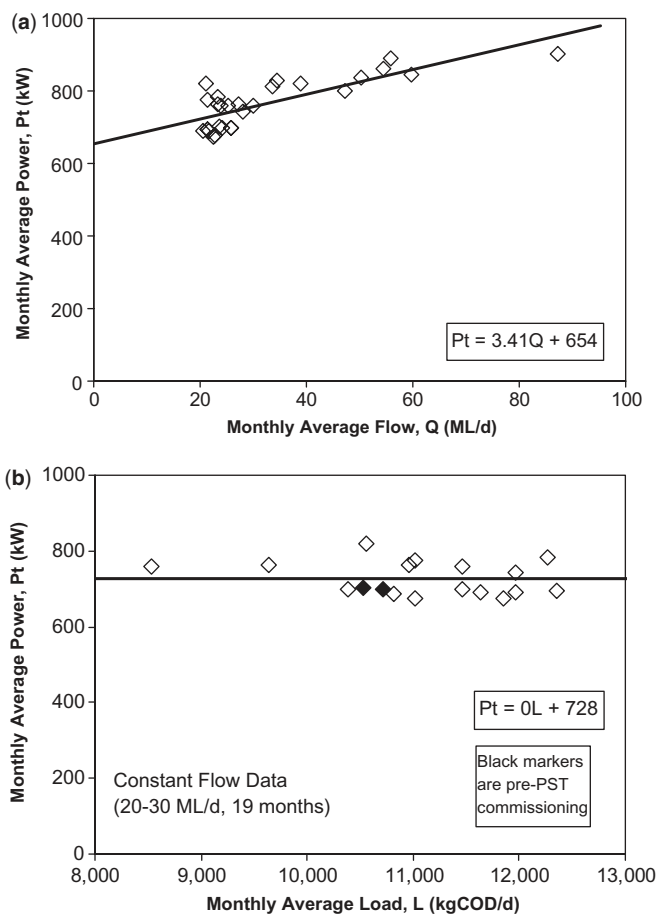 (a)
1000
800
600
400
200
0
Monthly Average Power, Pt (kW)
Pt = 3.41Q + 654
0 20 40 60 80 100
Monthly Average Flow, Q (ML/d)
(b)
1000
800
600
400
200
0
Monthly Average Power, Pt (kW)
Pt = 0L + 728
Black markers
are pre-PST
commissioning
Constant Flow Data
(20-30 ML/d, 19 months)
8,000 9,000 10,000 11,000 12,000 13,000
Monthly Average Load, L (kgCOD/d)